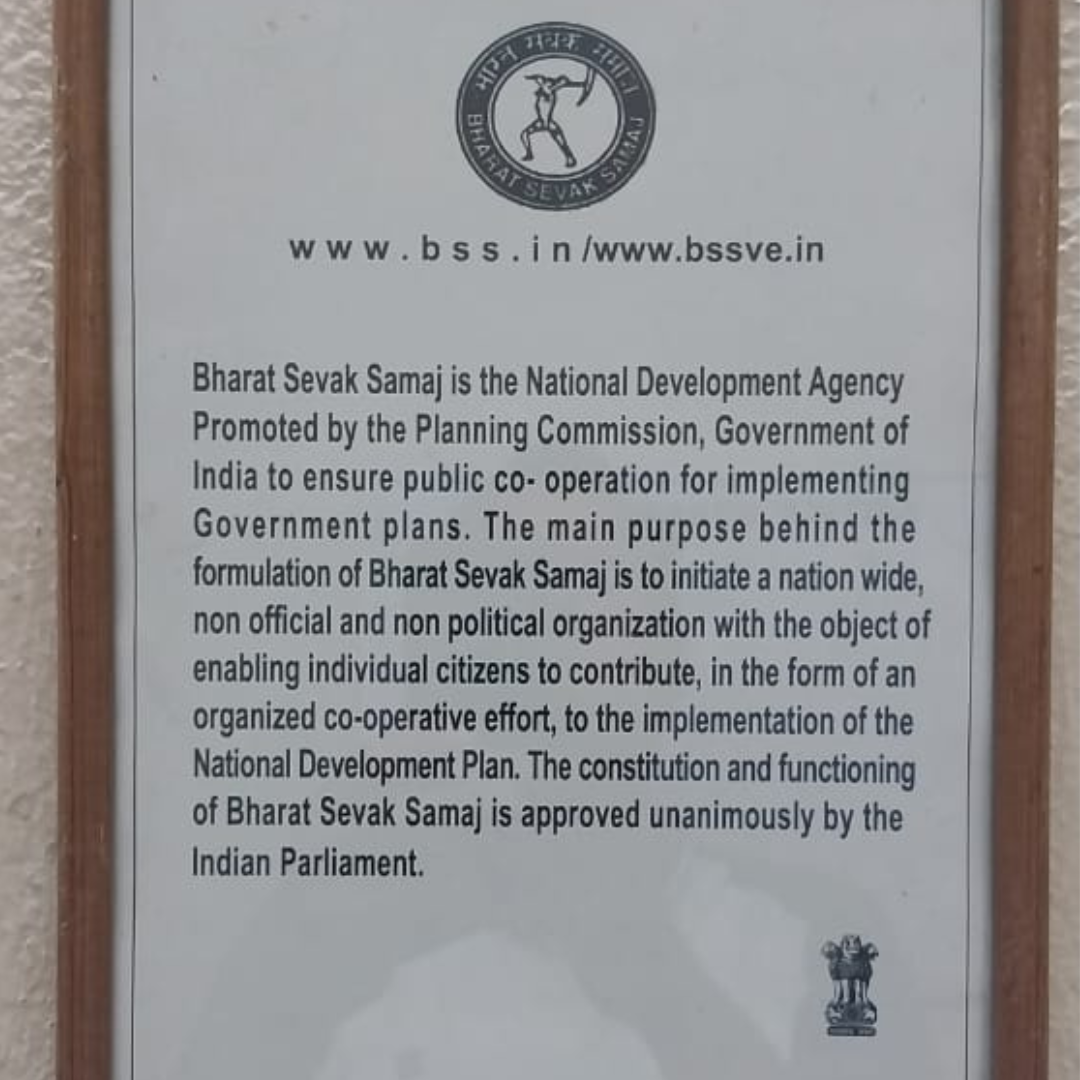 भारत सेवक समाज
BHARAT SEVAK SAMAJ
www.bss.in/www.bssve.in
Bharat Sevak Samaj is the National Development Agency
Promoted by the Planning Commission, Government of
India to ensure public co- operation for implementing
Government plans. The main purpose behind the
formulation of Bharat Sevak Samaj is to initiate a nation wide,
non official and non political organization with the object of
enabling individual citizens to contribute, in the form of an
organized co-operative effort, to the implementation of the
National Development Plan. The constitution and functioning
of Bharat Sevak Samaj is approved unanimously by the
Indian Parliament.